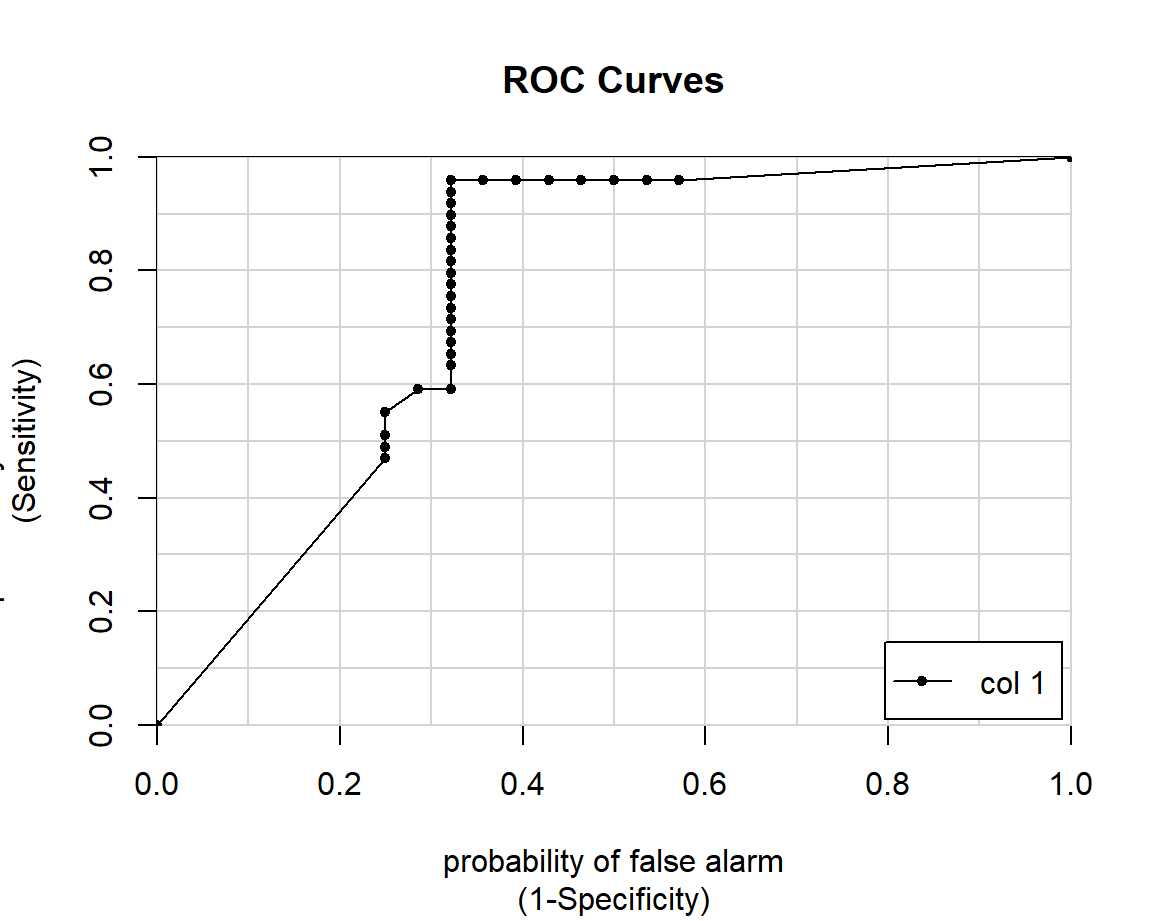 ROC Curves
1.0
0.8
0.6
0.4
0.2
0.0
(Sensitivity)
col 1
0.0 0.2 0.4 0.6 0.8 1.0
probability of false alarm
(1-Specificity)